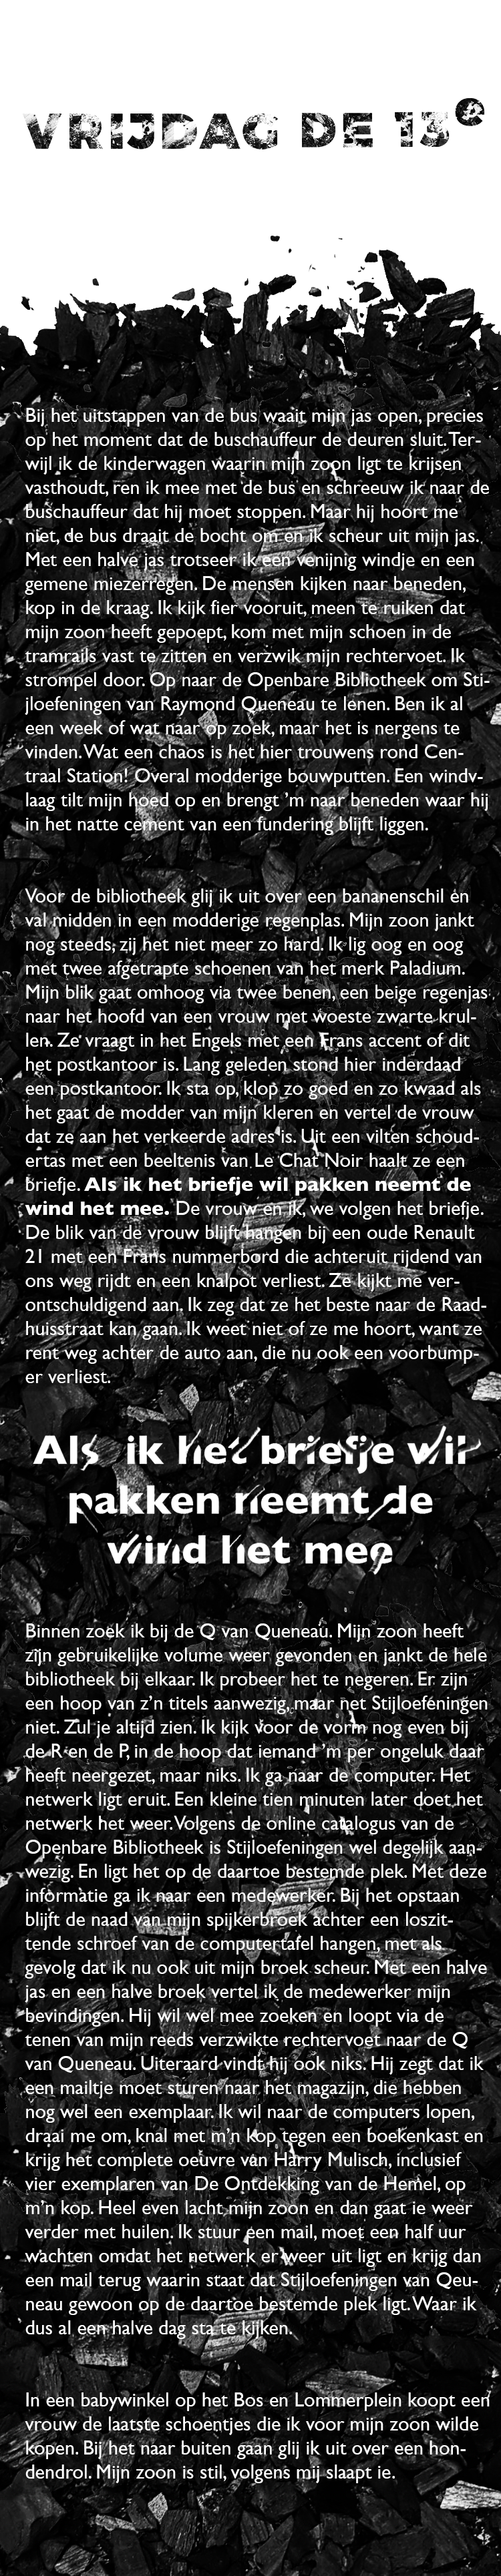 VRIJDAG DE 13e
Bij het uitstappen van de bus waait mijn jas open, precies
op het moment dat de buschauffeur de deuren sluit. Ter-
wijl ik de kinderwagen waarin mijn zoon ligt te krijsen
vasthoudt, ren ik mee met de bus en schreeuw ik naar de
buschauffeur dat hij moet stoppen. Maar hij hoort me
niet, de bus draait de bocht om en ik scheur uit mijn jas.
Met een halve jas trotseer ik een venijnig windje en een
gemene miezerregen. De mensen kijken naar beneden,
kop in de kraag. Ik kijk fier vooruit, meen te ruiken dat
mijn zoon heeft gepoept, kom met mijn schoen in de
tramrails vast te zitten en verzwik mijn rechtervoet. Ik
strompel door. Op naar de Openbare Bibliotheek om Sti-
jloefeningen van Raymond Queneau te lenen. Ben ik al
een week of wat naar op zoek, maar het is nergens te
vinden. Wat een chaos is het hier trouwens rond Cen-
traal Station! Overal modderige bouwputten. Een windv-
laag tilt mijn hoed op en brengt ’m naar beneden waar hij
in het natte cement van een fundering blijft liggen.
Voor de bibliotheek glij ik uit over een bananenschil en
val midden in een modderige regenplas. Mijn zoon jankt
nog steeds, zij het niet meer zo hard. Ik lig oog en oog
met twee afgetrapte schoenen van het merk Paladium.
Mijn blik gaat omhoog via twee benen, een beige regenjas
naar het hoofd van een vrouw met woeste zwarte krul-
len. Ze vraagt in het Engels met een Frans accent of dit
het postkantoor is. Lang geleden stond hier inderdaad
een postkantoor. Ik sta op, klop zo goed en zo kwaad als
het gaat de modder van mijn kleren en vertel de vrouw
dat ze aan het verkeerde adres is. Uit een vilten schoud-
ertas met een beeltenis van Le Chat Noir haalt ze een
briefje. Als ik het briefje wil pakken neemt de
wind het mee. De vrouw en ik, we volgen het briefje.
De blik van de vrouw blijft hangen bij een oude Renault
21 met een Frans nummerbord die achteruit rijdend van
ons weg rijdt en een knalpot verliest. Ze kijkt me ver-
ontschuldigend aan. Ik zeg dat ze het beste naar de Raad-
huisstraat kan gaan. Ik weet niet of ze me hoort, want ze
rent weg achter de auto aan, die nu ook een voorbump-
er verliest.
Als ik het briefje wil
pakken neemt de
wind het mee
Binnen zoek ik bij de Q van Queneau. Mijn zoon heeft
zijn gebruikelijke volume weer gevonden en jankt de hele
bibliotheek bij elkaar. Ik probeer het te negeren. Er zijn
een hoop van z’n titels aanwezig, maar net Stijloefeningen
niet. Zul je altijd zien. Ik kijk voor de vorm nog even bij
de R en de P, in de hoop dat iemand ’m per ongeluk daar
heeft neergezet, maar niks. Ik ga naar de computer. Het
netwerk ligt eruit. Een kleine tien minuten later doet het
netwerk het weer. Volgens de online catalogus van de
Openbare Bibliotheek is Stijloefeningen wel degelijk aan-
wezig. En ligt het op de daartoe bestemde plek. Met deze
informatie ga ik naar een medewerker. Bij het opstaan
blijft de naad van mijn spijkerbroek achter een loszit-
tende schroef van de computertafel hangen, met als
gevolg dat ik nu ook uit mijn broek scheur. Met een halve
jas en een halve broek vertel ik de medewerker mijn
bevindingen. Hij wil wel mee zoeken en loopt via de
tenen van mijn reeds verzwikte rechtervoet naar de Q
van Queneau. Uiteraard vindt hij ook niks. Hij zegt dat ik
een mailtje moet sturen naar het magazijn, die hebben
nog wel een exemplaar. Ik wil naar de computers lopen,
draai me om, knal met m’n kop tegen een boekenkast en
krijg het complete oeuvre van Harry Mulisch, inclusief
vier exemplaren van De Ontdekking van de Hemel, op
m’n kop. Heel even lacht mijn zoon en dan gaat ie weer
verder met huilen. Ik stuur een mail, moet een half uur
wachten omdat het netwerk er weer uit ligt en krijg dan
een mail terug waarin staat dat Stijloefeningen van Qeu-
neau gewoon op de daartoe bestemde plek ligt. Waar ik
dus al een halve dag sta te kijken.
In een babywinkel op het Bos en Lommerplein koopt een
vrouw de laatste schoentjes die ik voor mijn zoon wilde
kopen. Bij het naar buiten gaan glij ik uit over een hon-
dendrol. Mijn zoon is stil, volgens mij slaapt ie.